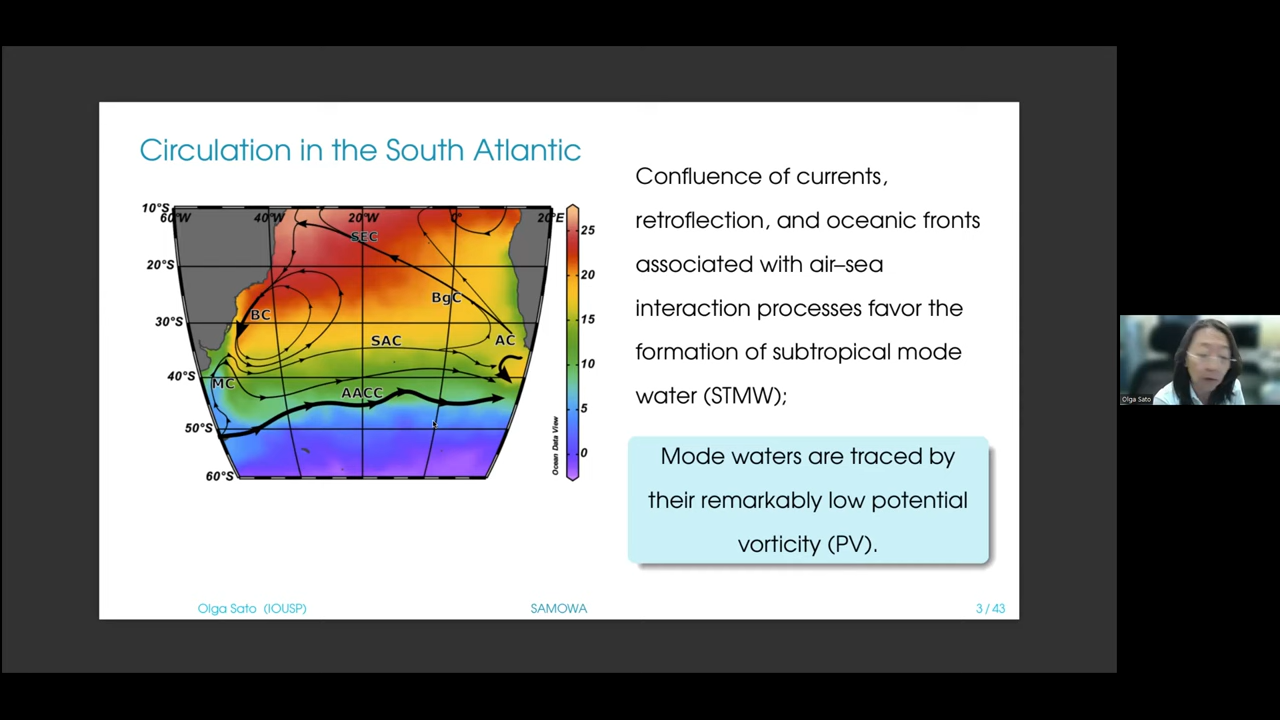 Circulation in the South Atlantic
10°S
60°W 40°W 20°W 0° 20°E
20°S
30°S
40°S
50°S
60°S
SEC
BgC
BC
SAC
AC
MC
AACC
25
20
15
10
5
0
Ocean Data View
Confluence of currents,
retroflection, and oceanic fronts
associated with air–sea
interaction processes favor the
formation of subtropical mode
water (STMW);
Mode waters are traced by
their remarkably low potential
vorticity (PV).
Olga Sato (IOUSP) SAMOWA 3 / 43
Olga Sato